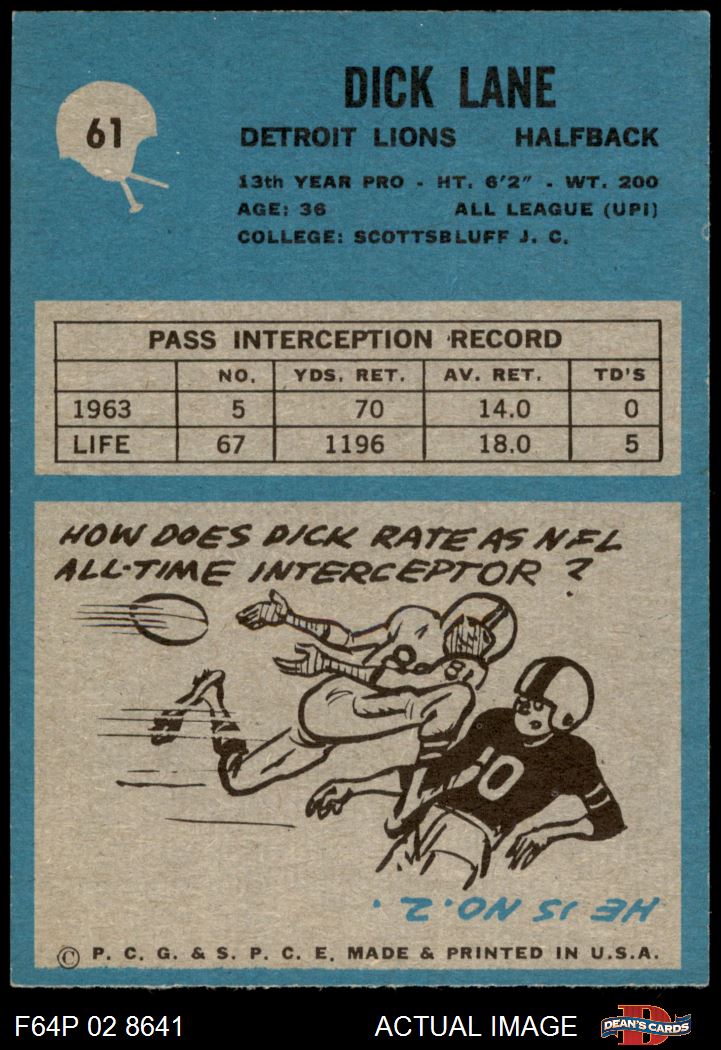 61
DICK LANE
DETROIT LIONS HALFBACK
13th YEAR PRO - HT. 6'2" - WT. 200
AGE: 36 ALL LEAGUE (UPI)
COLLEGE: SCOTTSBLUFF J. C.
PASS INTERCEPTION RECORD
NO. YDS. RET. AV. RET. TD'S
1963 5 70 14.0 0
LIFE 67 1196 18.0 5
HOW DOES DICK RATE AS NFL
ALL-TIME INTERCEPTOR ?
8
81
0
HE IS NO. 2.
© P. C. G. & S. P. C. E. MADE & PRINTED IN U.S.A.
F64P 02 8641 ACTUAL IMAGE D DEAN'S CARDS